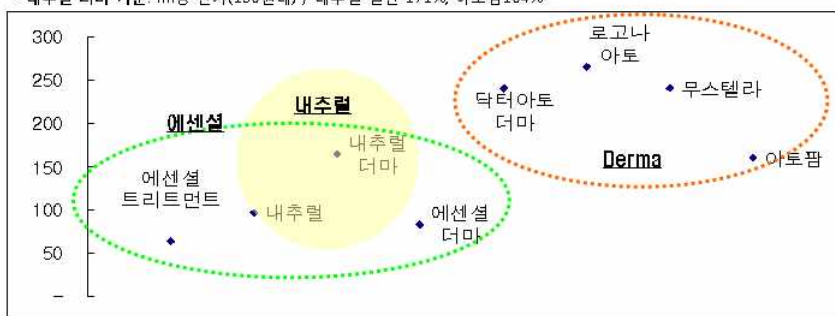 300
250
200
150
100
50
–
에센셜
내추럴
에센셜
트리트먼트
내추럴
내추럴
더마
에센셜
더마
닥터아토
더마
로고나
아토
무스텔라
Derma
아토팜